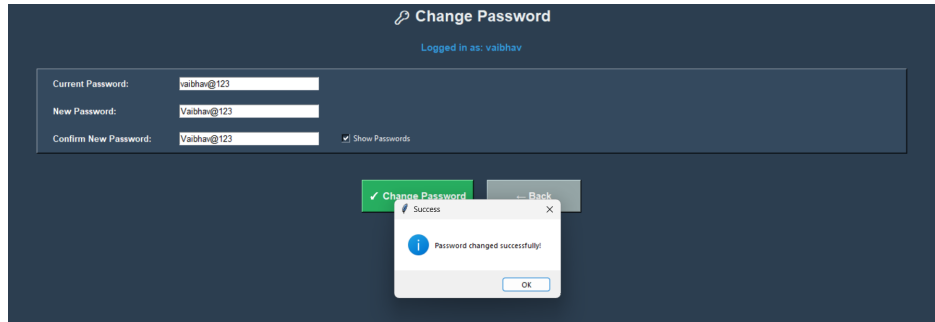 Change Password
Logged in as: vaibhav
Current Password: vaibhav@123
New Password: Vaibhav@123
Confirm New Password: Vaibhav@123 Show Passwords
✓ Change Password ← Back
Success
Password changed successfully!
OK